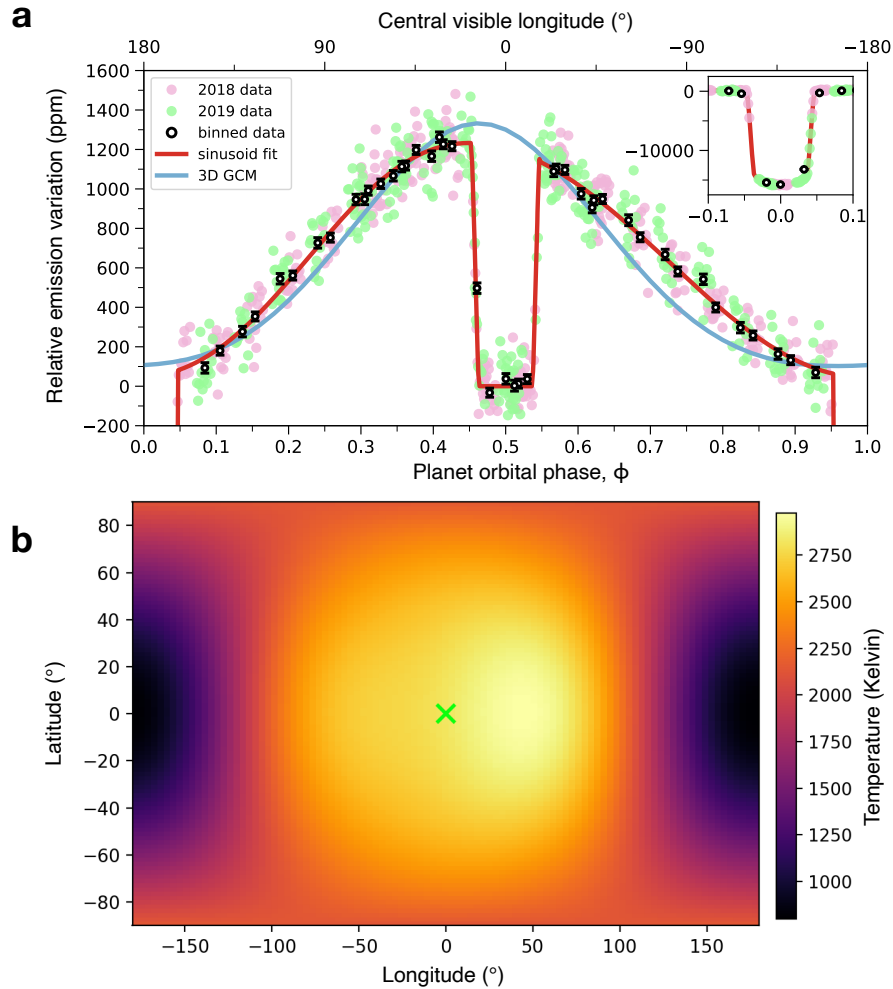 a
Central visible longitude (°)
180 90 0 −90 −180
Relative emission variation (ppm)
1600
1400
1200
1000
800
600
400
200
0
−200
2018 data
2019 data
binned data
sinusoid fit
3D GCM
0
−10000
−0.1 0.0 0.1
0.0 0.1 0.2 0.3 0.4 0.5 0.6 0.7 0.8 0.9 1.0
Planet orbital phase, ϕ
b
Latitude (°)
80
60
40
20
0
−20
−40
−60
−80
−150 −100 −50 0 50 100 150
Longitude (°)
2750
2500
2250
2000
1750
1500
1250
1000
Temperature (Kelvin)